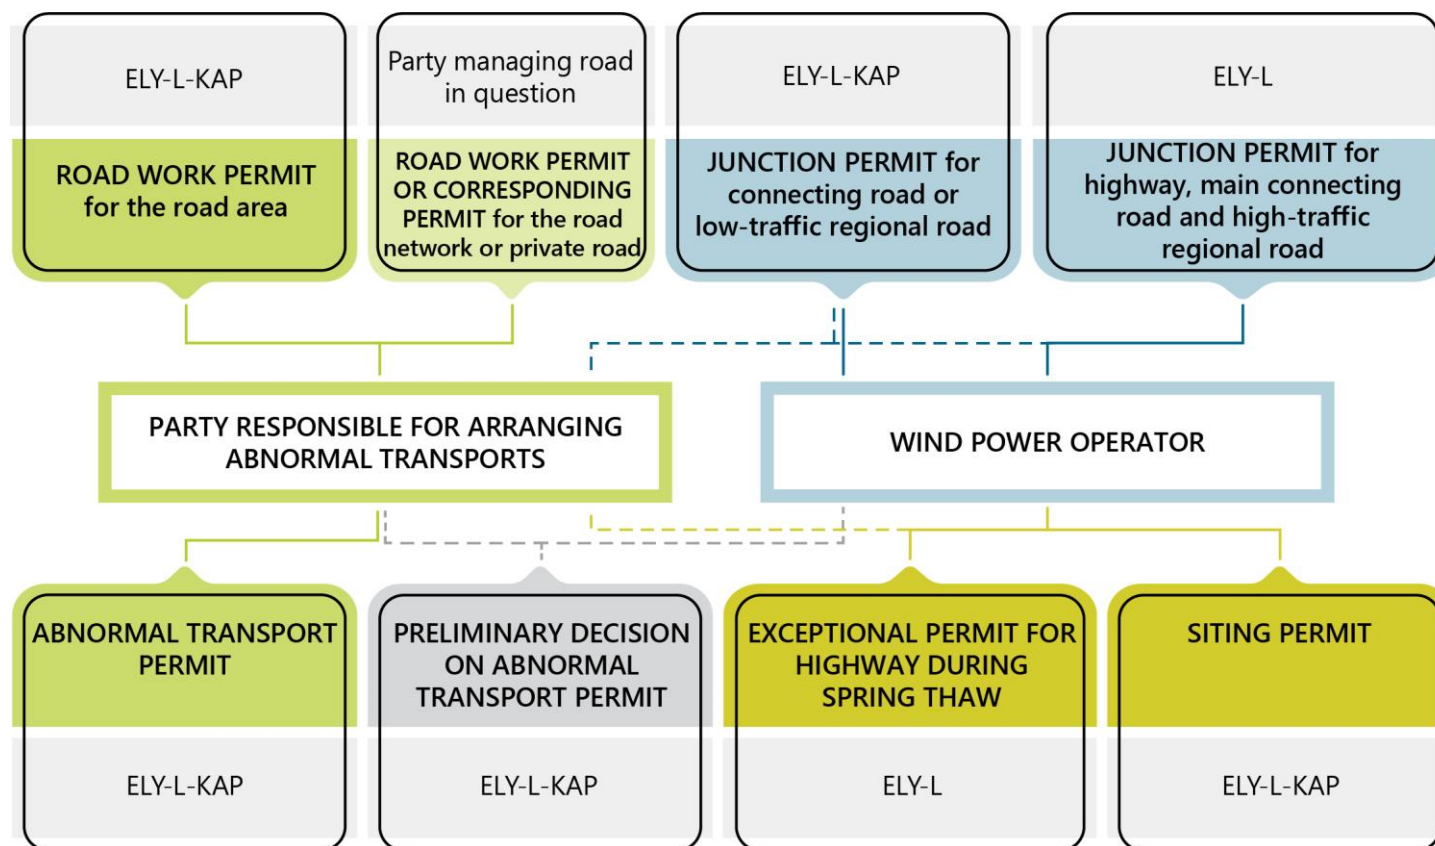 ELY-L-KAP
ROAD WORK PERMIT
for the road area
Party managing road
in question
ROAD WORK PERMIT
OR CORRESPONDING
PERMIT for the road
network or private road
ELY-L-KAP
JUNCTION PERMIT for
connecting road or
low-traffic regional road
ELY-L
JUNCTION PERMIT for
highway, main connecting
road and high-traffic
regional road
PARTY RESPONSIBLE FOR ARRANGING
ABNORMAL TRANSPORTS
WIND POWER OPERATOR
ABNORMAL TRANSPORT
PERMIT
ELY-L-KAP
PRELIMINARY DECISION
ON ABNORMAL
TRANSPORT PERMIT
ELY-L-KAP
EXCEPTIONAL PERMIT FOR
HIGHWAY DURING
SPRING THAW
ELY-L
SITING PERMIT
ELY-L-KAP